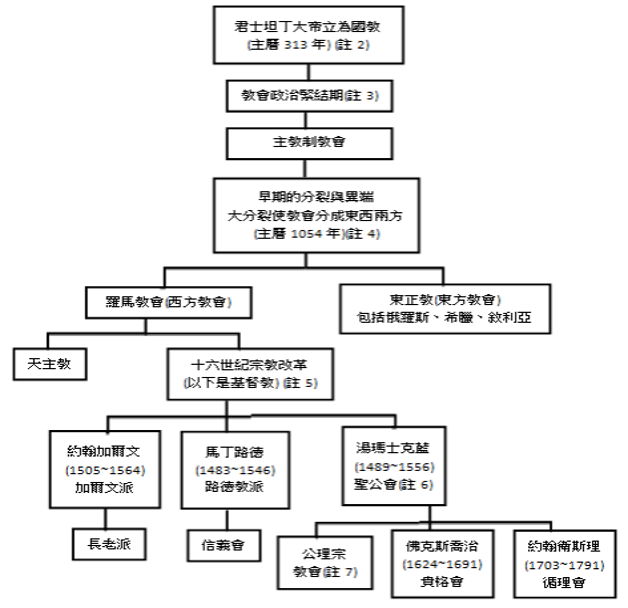 君士坦丁大帝立為國教
(主曆 313 年) (註 2)
教會政治緊結期(註 3)
主教制教會
早期的分裂與異端
大分裂使教會分成東西兩方
(主曆 1054 年)(註 4)
羅馬教會(西方教會)
東正教(東方教會)
包括俄羅斯、希臘、敘利亞
天主教
十六世紀宗教改革
(以下是基督教) (註 5)
約翰加爾文
(1505~1564)
加爾文派
馬丁路德
(1483~1546)
路德教派
湯瑪士克藍
(1489~1556)
聖公會(註 6)
長老派
信義會
公理宗
教會(註 7)
佛克斯喬治
(1624~1691)
貴格會
約翰衛斯理
(1703~1791)
循理會